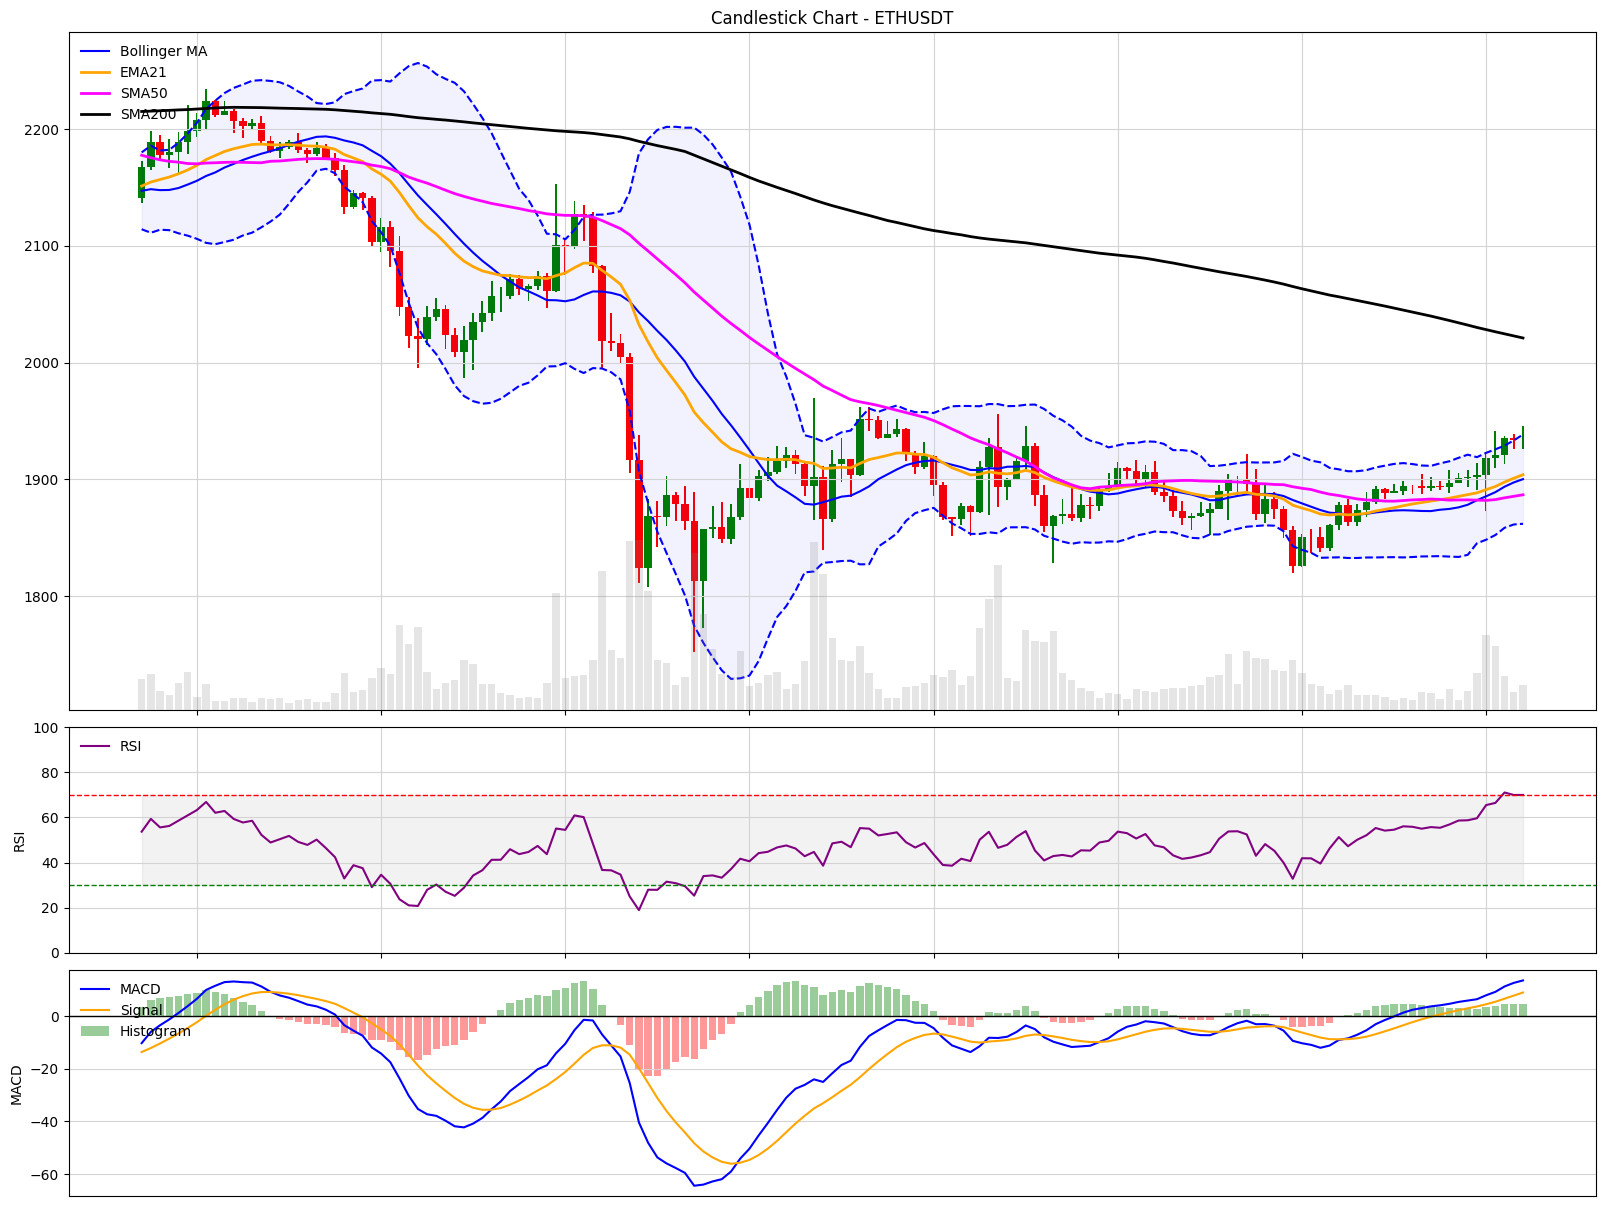 Candlestick Chart - ETHUSDT
Bollinger MA
EMA21
SMA50
SMA200
2200
2100
2000
1900
1800
100
80
60
40
20
0
RSI
RSI
0
−20
−40
−60
MACD
MACD
Signal
Histogram